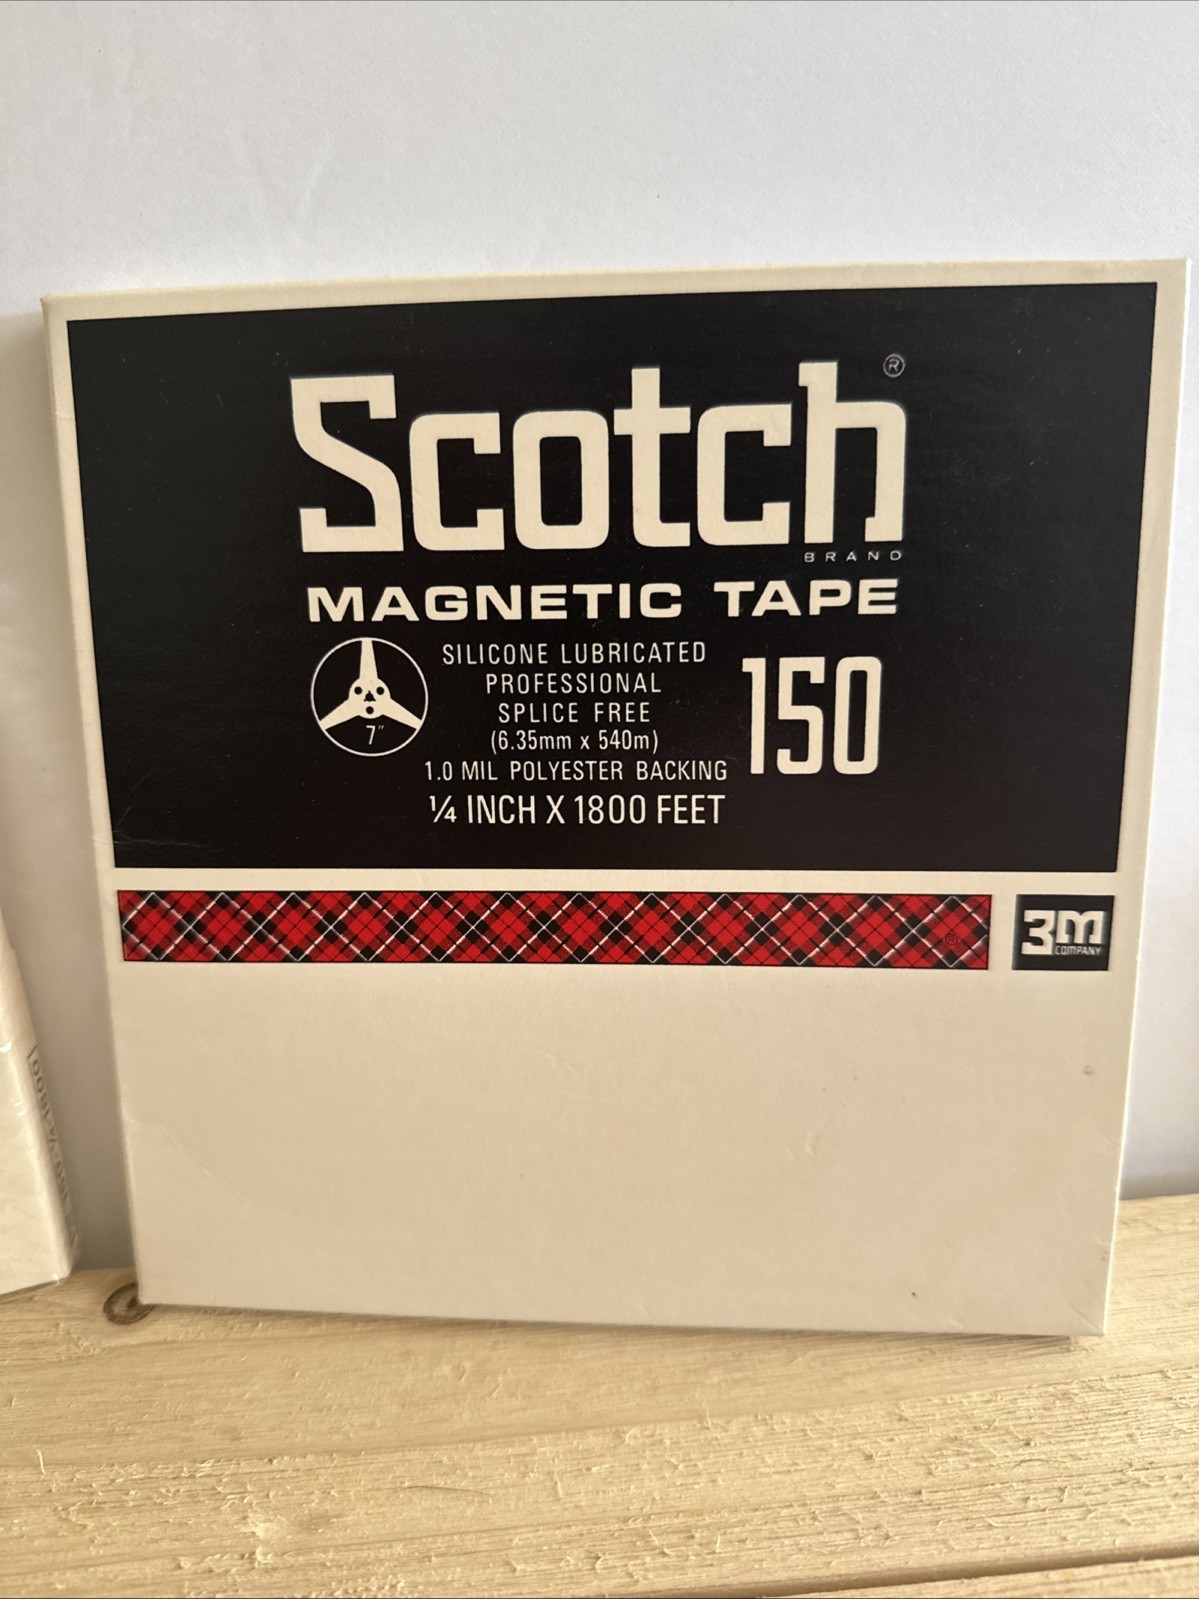 Scotch®
BRAND
MAGNETIC TAPE
SILICONE LUBRICATED
PROFESSIONAL
SPLICE FREE
(6.35mm x 540m)
1.0 MIL POLYESTER BACKING
¼ INCH X 1800 FEET
7"
150
®
3M
COMPANY